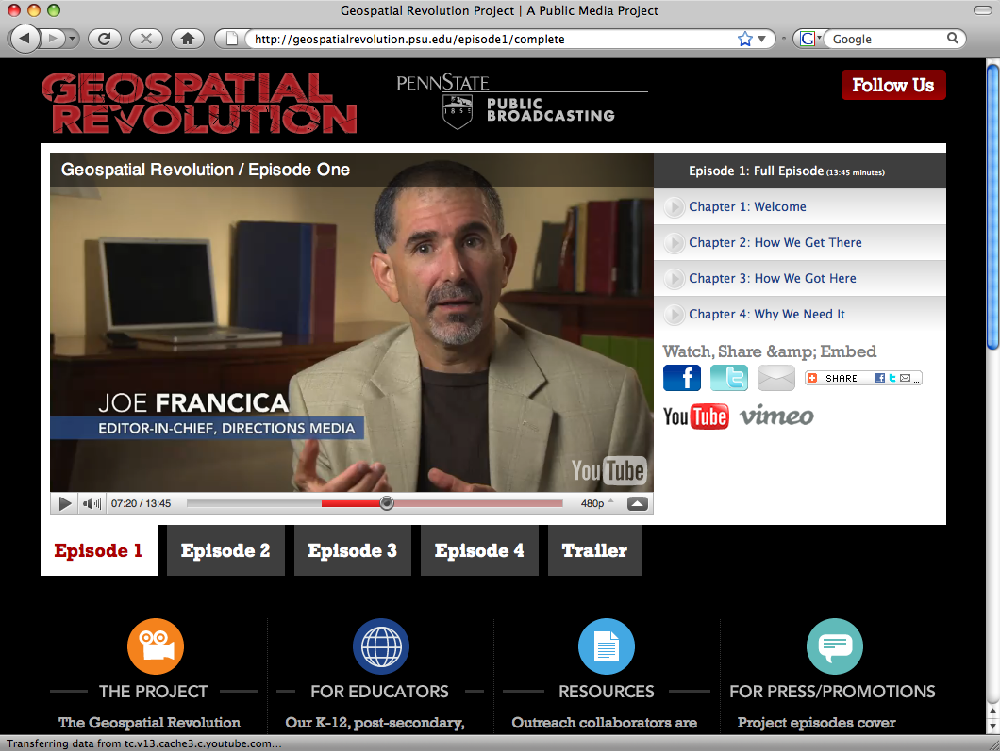 Geospatial Revolution Project | A Public Media Project
http://geospatialrevolution.psu.edu/episode1/complete
G
Google
GEOSPATIAL
REVOLUTION
PENNSTATE
1855
PUBLIC
BROADCASTING
Follow Us
Geospatial Revolution / Episode One
JOE FRANCICA
EDITOR-IN-CHIEF, DIRECTIONS MEDIA
YouTube
07:20 / 13:45
480p
Episode 1: Full Episode (13:45 minutes)
Chapter 1: Welcome
Chapter 2: How We Get There
Chapter 3: How We Got Here
Chapter 4: Why We Need It
Watch, Share &amp; Embed
f
t
SHARE f t ...
YouTube vimeo
Episode 1
Episode 2
Episode 3
Episode 4
Trailer
THE PROJECT
The Geospatial Revolution
FOR EDUCATORS
Our K-12, post-secondary,
RESOURCES
Outreach collaborators are
FOR PRESS/PROMOTIONS
Project episodes cover
Transferring data from tc.v13.cache3.c.youtube.com...